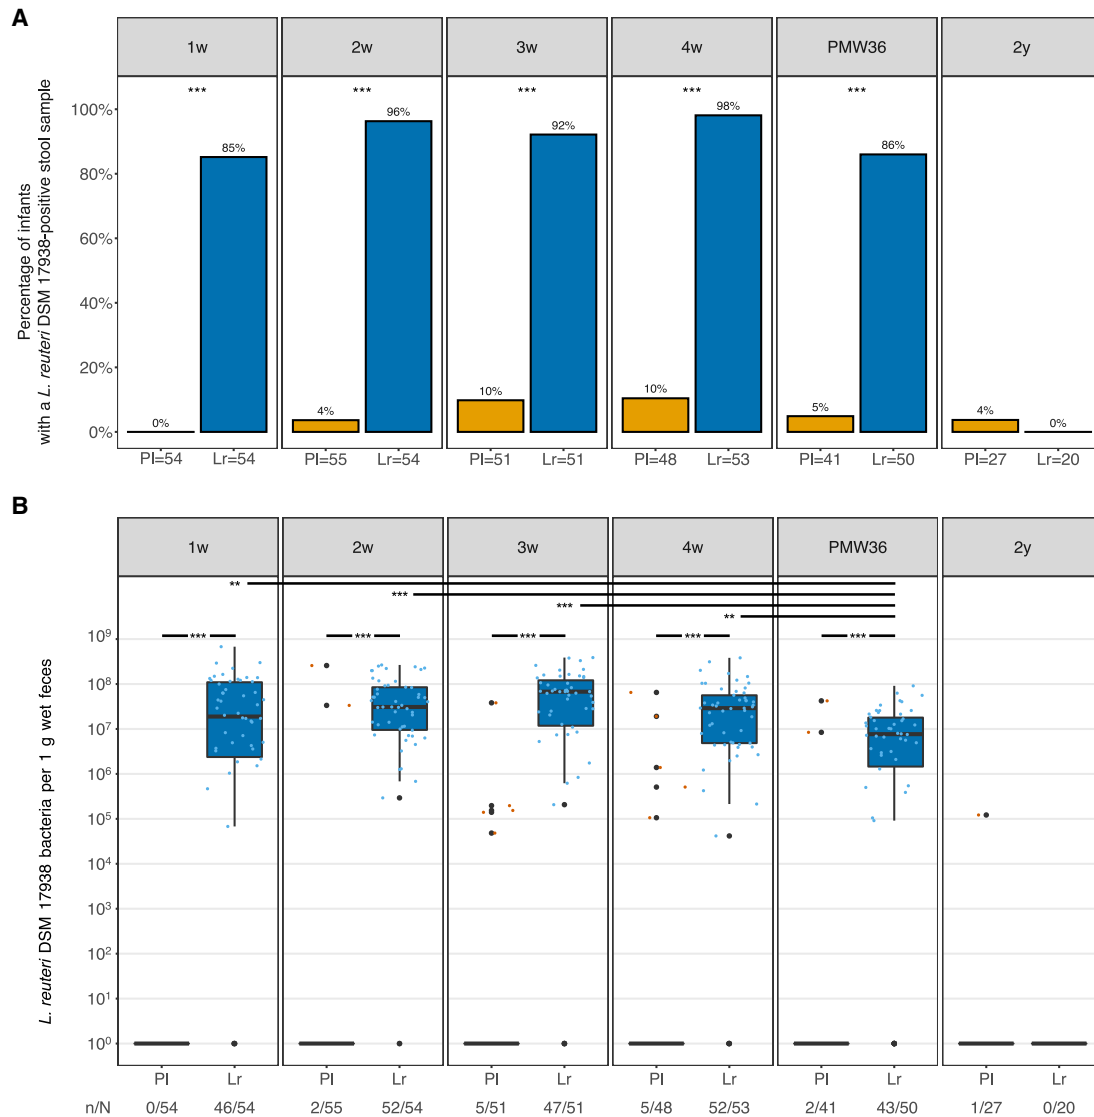 A
1w 2w 3w 4w PMW36 2y
Percentage of infants
with a L. reuteri DSM 17938-positive stool sample
*** *** *** *** ***
100%
80%
60%
40%
20%
0%
0% 85% 4% 96% 10% 92% 10% 98% 5% 86% 4% 0%
Pl=54 Lr=54 Pl=55 Lr=54 Pl=51 Lr=51 Pl=48 Lr=53 Pl=41 Lr=50 Pl=27 Lr=20
B
1w 2w 3w 4w PMW36 2y
L. reuteri DSM 17938 bacteria per 1 g wet feces
**
***
***
**
*** *** *** *** ***
10⁹
10⁸
10⁷
10⁶
10⁵
10⁴
10³
10²
10¹
10⁰
Pl Lr Pl Lr Pl Lr Pl Lr Pl Lr Pl Lr
n/N 0/54 46/54 2/55 52/54 5/51 47/51 5/48 52/53 2/41 43/50 1/27 0/20